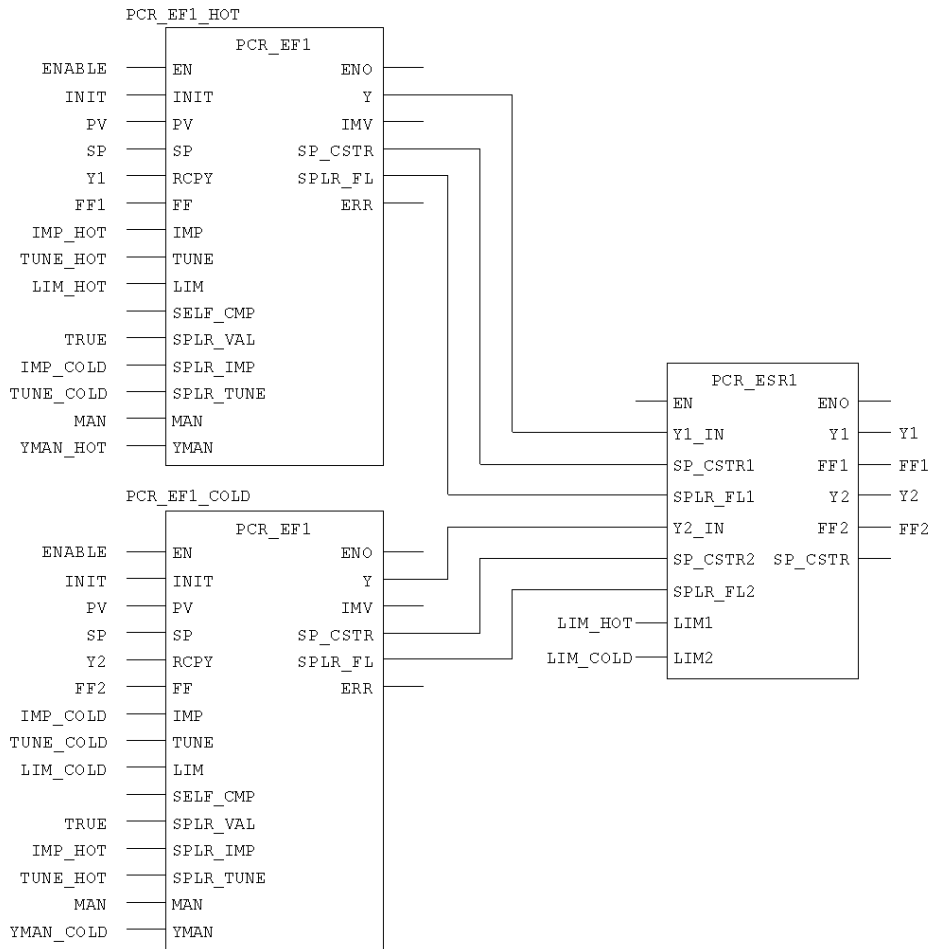 PCR_EF1_HOT
PCR_EF1
ENABLE EN ENO
INIT INIT Y
PV PV IMV
SP SP SP_CSTR
Y1 RCPY SPLR_FL
FF1 FF ERR
IMP_HOT IMP
TUNE_HOT TUNE
LIM_HOT LIM
SELF_CMP
TRUE SPLR_VAL
IMP_COLD SPLR_IMP
TUNE_COLD SPLR_TUNE
MAN MAN
YMAN_HOT YMAN
PCR_ESR1
EN ENO
Y1_IN Y1 Y1
SP_CSTR1 FF1 FF1
SPLR_FL1 Y2 Y2
Y2_IN FF2 FF2
SP_CSTR2 SP_CSTR
SPLR_FL2
LIM_HOT LIM1
LIM_COLD LIM2
PCR_EF1_COLD
PCR_EF1
ENABLE EN ENO
INIT INIT Y
PV PV IMV
SP SP SP_CSTR
Y2 RCPY SPLR_FL
FF2 FF ERR
IMP_COLD IMP
TUNE_COLD TUNE
LIM_COLD LIM
SELF_CMP
TRUE SPLR_VAL
IMP_HOT SPLR_IMP
TUNE_HOT SPLR_TUNE
MAN MAN
YMAN_COLD YMAN